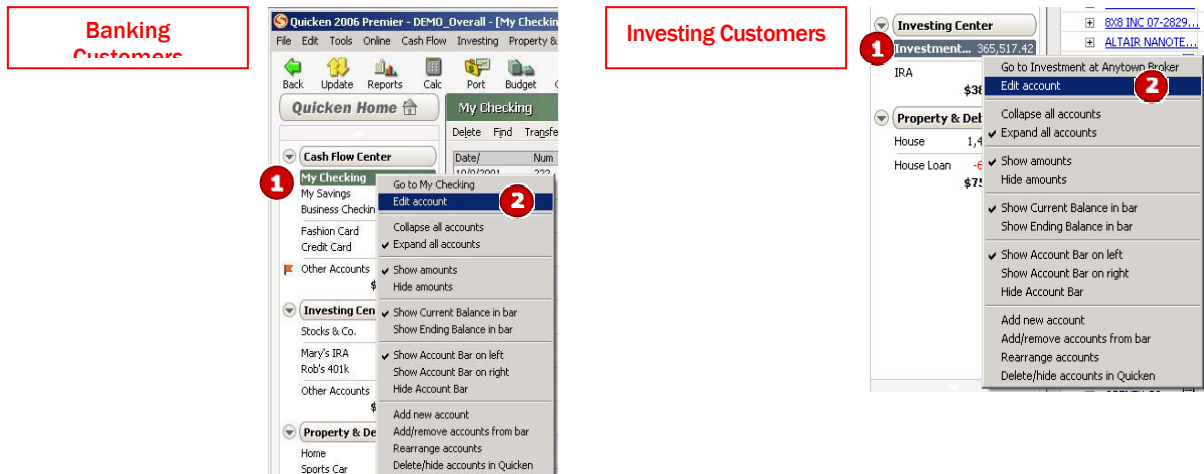 Banking
Customers
Quicken 2006 Premier - DEMO_Overall - [My Checkin
File Edit Tools Online Cash Flow Investing Property &
Back Update Reports Calc Port Budget
Quicken Home
My Checking
Delete Find Transfe
Cash Flow Center
Date/ Num
10/9/2001 222
1
My Checking
My Savings
Business Checkin
Fashion Card
Credit Card
Other Accounts
$
Investing Cen
Stocks & Co.
Mary's IRA
Rob's 401k
Other Accounts
$
Property & De
Home
Sports Car
Go to My Checking
Edit account
2
Collapse all accounts
Expand all accounts
Show amounts
Hide amounts
Show Current Balance in bar
Show Ending Balance in bar
Show Account Bar on left
Show Account Bar on right
Hide Account Bar
Add new account
Add/remove accounts from bar
Rearrange accounts
Delete/hide accounts in Quicken
Investing Customers
Investing Center
1
Investment... 365,517.42
IRA
$38
Property & Deb
House 1,4
House Loan -6
$75
8X8 INC 07-2829...
ALTAIR NANOTE...
Go to Investment at Anytown Broker
Edit account
2
Collapse all accounts
Expand all accounts
Show amounts
Hide amounts
Show Current Balance in bar
Show Ending Balance in bar
Show Account Bar on left
Show Account Bar on right
Hide Account Bar
Add new account
Add/remove accounts from bar
Rearrange accounts
Delete/hide accounts in Quicken